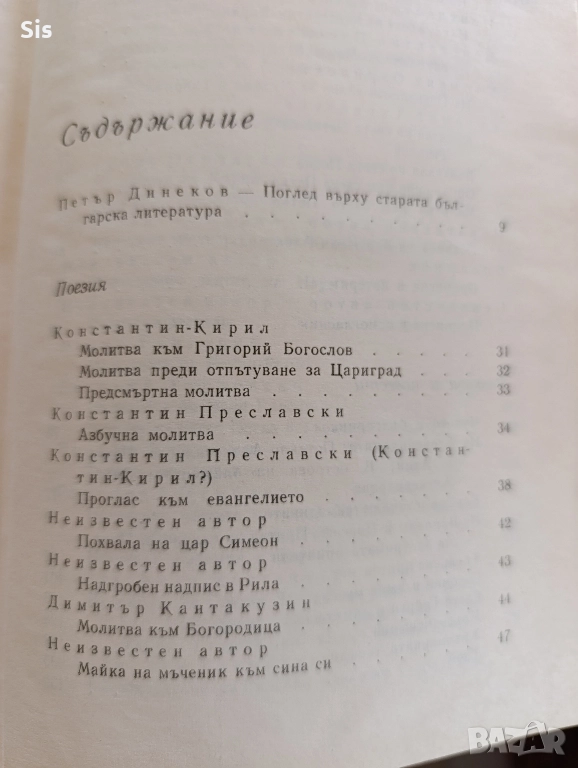 Sis
Съдържание
Петър Динеков — Поглед върху старата бъл-
гарска литература . . . . . . . . . . 9
Поезия
Константин-Кирил
Молитва към Григорий Богослов . . . . . 31
Молитва преди отпътуване за Цариград . . . 32
Предсмъртна молитва . . . . . . . . . 33
Константин Преславски
Азбучна молитва . . . . . . . . . . 34
Константин Преславски (Констан-
тин-Кирил?)
Проглас към евангелието . . . . . . . 38
Неизвестен автор
Похвала на цар Симеон . . . . . . . 42
Неизвестен автор
Надгробен надпис в Рила . . . . . . . 43
Димитър Кантакузин
Молитва към Богородица . . . . . . . 44
Неизвестен автор
Майка на мъченик към сина си . . . . . 47
BAZAR